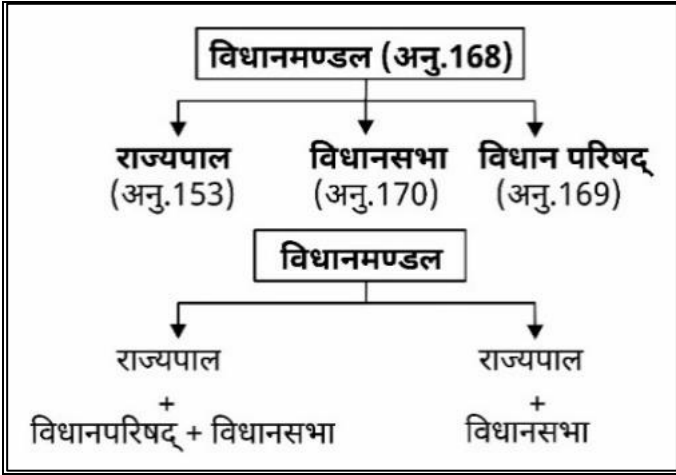 विधानमण्डल (अनु.168)
राज्यपाल विधानसभा विधान परिषद्
(अनु.153) (अनु.170) (अनु.169)
विधानमण्डल
राज्यपाल राज्यपाल
+ +
विधानपरिषद् + विधानसभा विधानसभा